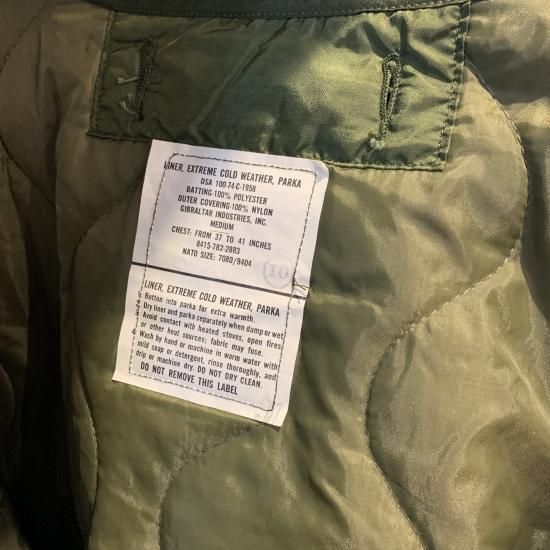 LINER, EXTREME COLD WEATHER, PARKA
DSA 100-74-C-1958
BATTING-100% POLYESTER
OUTER COVERING-100% NYLON
GIBRALTAR INDUSTRIES, INC.
MEDIUM
CHEST: FROM 37 TO 41 INCHES
8415-782-2883
NATO SIZE: 7080/9404
10
LINER, EXTREME COLD WEATHER, PARKA
Button into parka for extra warmth.
Dry liner and parka separately when damp or wet
Avoid contact with heated stoves, open fires
or other heat sources; fabric may fuse.
Wash by hand or machine in warm water with
mild soap or detergent, rinse thoroughly, and
drip or machine dry. DO NOT DRY CLEAN.
DO NOT REMOVE THIS LABEL